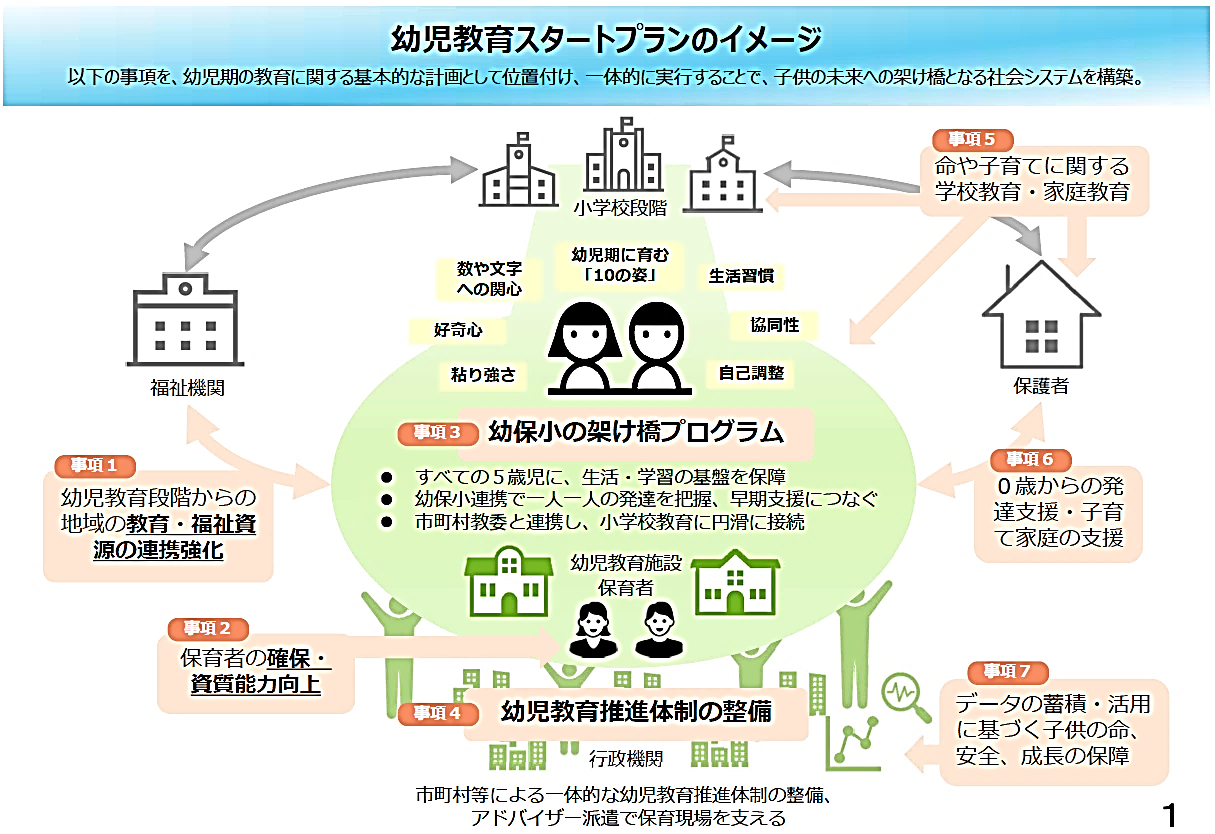 幼児教育スタートプランのイメージ
以下の事項を、幼児期の教育に関する基本的な計画として位置付け、一体的に実行することで、子供の未来への架け橋となる社会システムを構築。
小学校段階
事項５
命や子育てに関する
学校教育・家庭教育
幼児期に育む
「10の姿」
数や文字
への関心
生活習慣
好奇心
協同性
粘り強さ
自己調整
福祉機関
保護者
事項３
幼保小の架け橋プログラム
● すべての５歳児に、生活・学習の基盤を保障
● 幼保小連携で一人一人の発達を把握、早期支援につなぐ
● 市町村教委と連携し、小学校教育に円滑に接続
事項１
幼児教育段階からの
地域の教育・福祉資
源の連携強化
事項６
０歳からの発
達支援・子育
て家庭の支援
幼児教育施設
保育者
事項２
保育者の確保・
資質能力向上
事項４
幼児教育推進体制の整備
行政機関
事項７
データの蓄積・活用
に基づく子供の命、
安全、成長の保障
市町村等による一体的な幼児教育推進体制の整備、
アドバイザー派遣で保育現場を支える
1